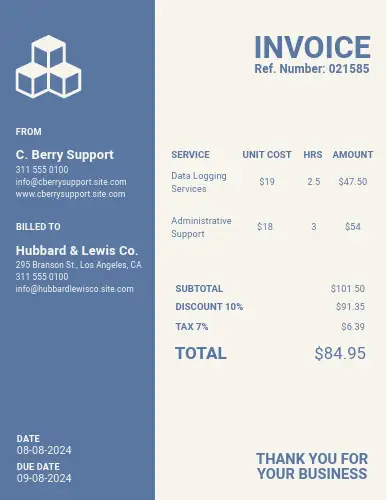 INVOICE
Ref. Number: 021585
FROM
C. Berry Support
311 555 0100
info@cberrysupport.site.com
www.cberrysupport.site.com
BILLED TO
Hubbard & Lewis Co.
295 Branson St., Los Angeles, CA
311 555 0100
info@hubbardlewisco.site.com
SERVICE UNIT COST HRS AMOUNT
Data Logging
Services $19 2.5 $47.50
Administrative
Support $18 3 $54
SUBTOTAL $101.50
DISCOUNT 10% $91.35
TAX 7% $6.39
TOTAL $84.95
DATE
08-08-2024
DUE DATE
09-08-2024
THANK YOU FOR
YOUR BUSINESS